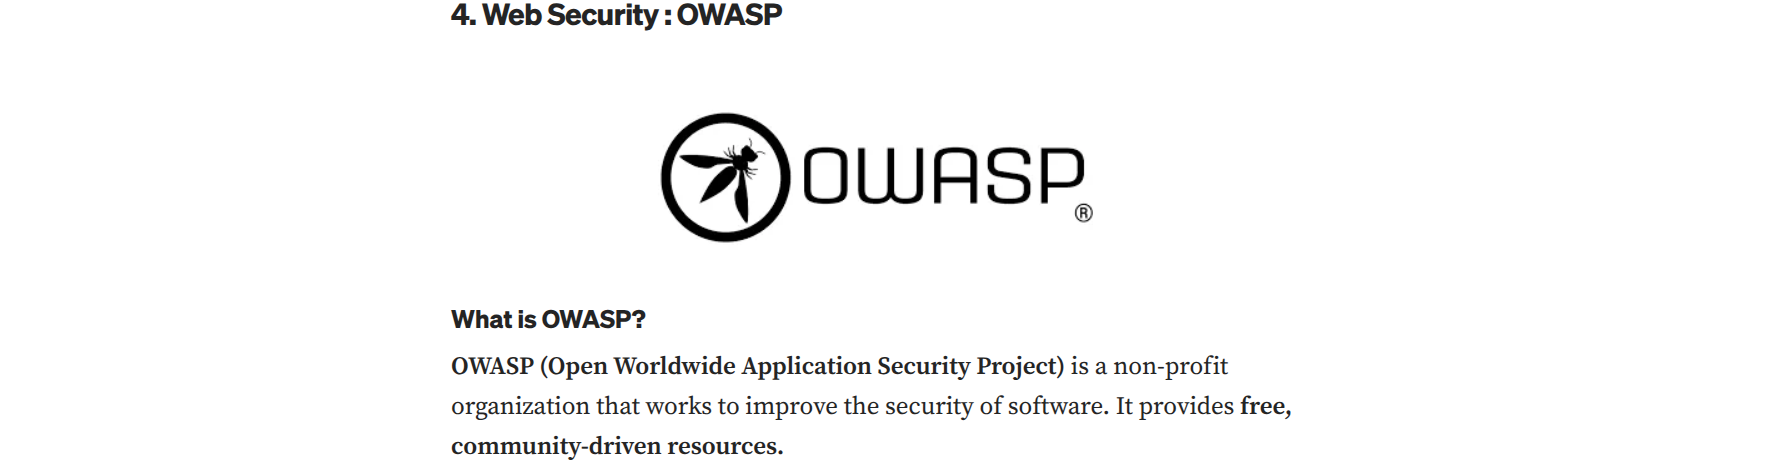 4. Web Security : OWASP
OWASP
®
What is OWASP?
OWASP (Open Worldwide Application Security Project) is a non-profit
organization that works to improve the security of software. It provides free,
community-driven resources.